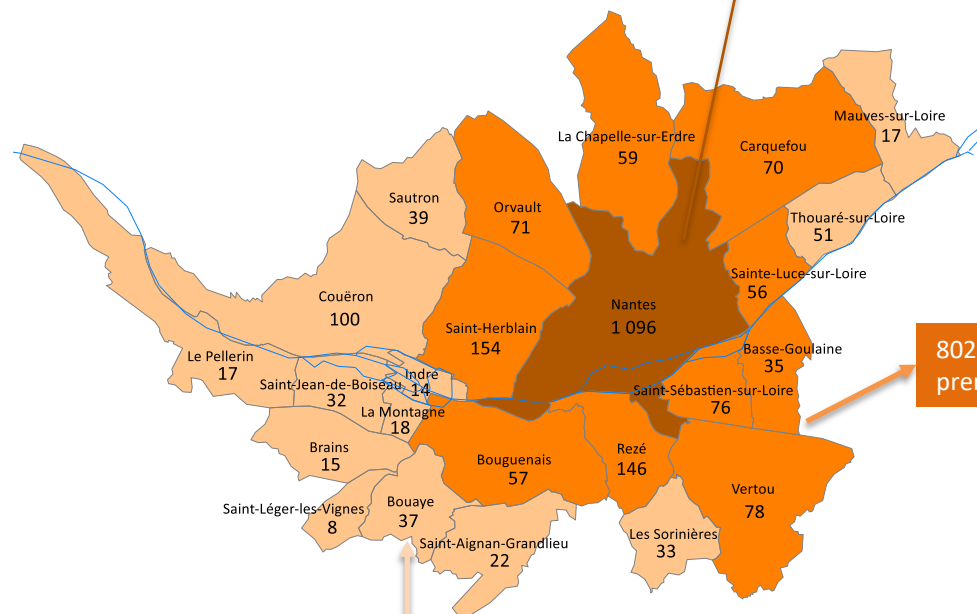 Mauves-sur-Loire
17
La Chapelle-sur-Erdre
59
Carquefou
70
Sautron
39
Orvault
71
Thouaré-sur-Loire
51
Sainte-Luce-sur-Loire
56
Couëron
100
Nantes
1 096
Saint-Herblain
154
Basse-Goulaine
35
802
pren
Le Pellerin
17
Indre
14
Saint-Jean-de-Boiseau
32
Saint-Sébastien-sur-Loire
76
La Montagne
18
Brains
15
Bouguenais
57
Rezé
146
Vertou
78
Saint-Léger-les-Vignes
8
Bouaye
37
Saint-Aignan-Grandlieu
22
Les Sorinières
33